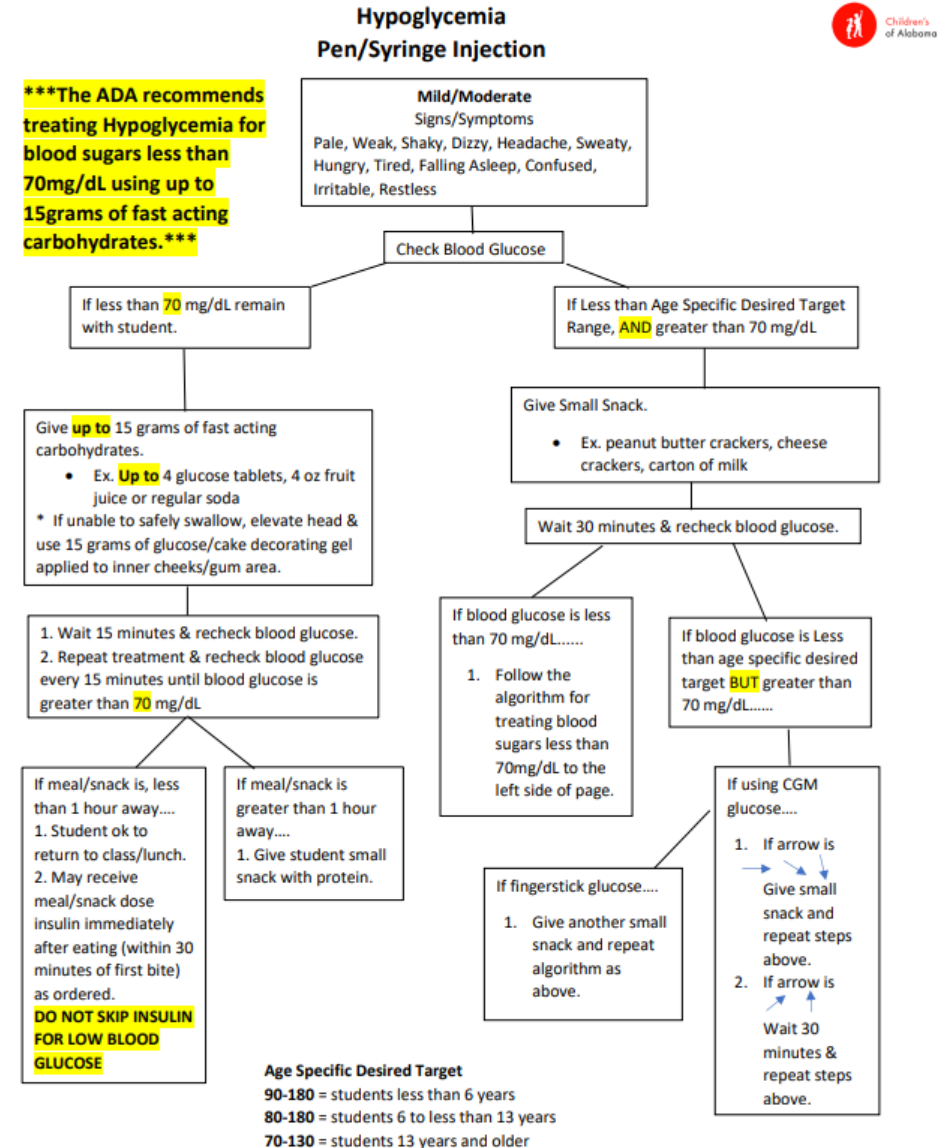 Hypoglycemia
Pen/Syringe Injection
Children's
of Alabama
***The ADA recommends
treating Hypoglycemia for
blood sugars less than
70mg/dL using up to
15grams of fast acting
carbohydrates.***
Mild/Moderate
Signs/Symptoms
Pale, Weak, Shaky, Dizzy, Headache, Sweaty,
Hungry, Tired, Falling Asleep, Confused,
Irritable, Restless
Check Blood Glucose
If less than 70 mg/dL remain
with student.
Give up to 15 grams of fast acting
carbohydrates.
• Ex. Up to 4 glucose tablets, 4 oz fruit
juice or regular soda
* If unable to safely swallow, elevate head &
use 15 grams of glucose/cake decorating gel
applied to inner cheeks/gum area.
1. Wait 15 minutes & recheck blood glucose.
2. Repeat treatment & recheck blood glucose
every 15 minutes until blood glucose is
greater than 70 mg/dL
If meal/snack is, less
than 1 hour away....
1. Student ok to
return to class/lunch.
2. May receive
meal/snack dose
insulin immediately
after eating (within 30
minutes of first bite)
as ordered.
DO NOT SKIP INSULIN
FOR LOW BLOOD
GLUCOSE
If meal/snack is
greater than 1 hour
away....
1. Give student small
snack with protein.
If Less than Age Specific Desired Target
Range, AND greater than 70 mg/dL
Give Small Snack.
• Ex. peanut butter crackers, cheese
crackers, carton of milk
Wait 30 minutes & recheck blood glucose.
If blood glucose is less
than 70 mg/dL......
1. Follow the
algorithm for
treating blood
sugars less than
70mg/dL to the
left side of page.
If blood glucose is Less
than age specific desired
target BUT greater than
70 mg/dL......
If fingerstick glucose....
1. Give another small
snack and repeat
algorithm as
above.
If using CGM
glucose....
1. If arrow is
Give small
snack and
repeat steps
above.
2. If arrow is
Wait 30
minutes &
repeat steps
above.
Age Specific Desired Target
90-180 = students less than 6 years
80-180 = students 6 to less than 13 years
70-130 = students 13 years and older